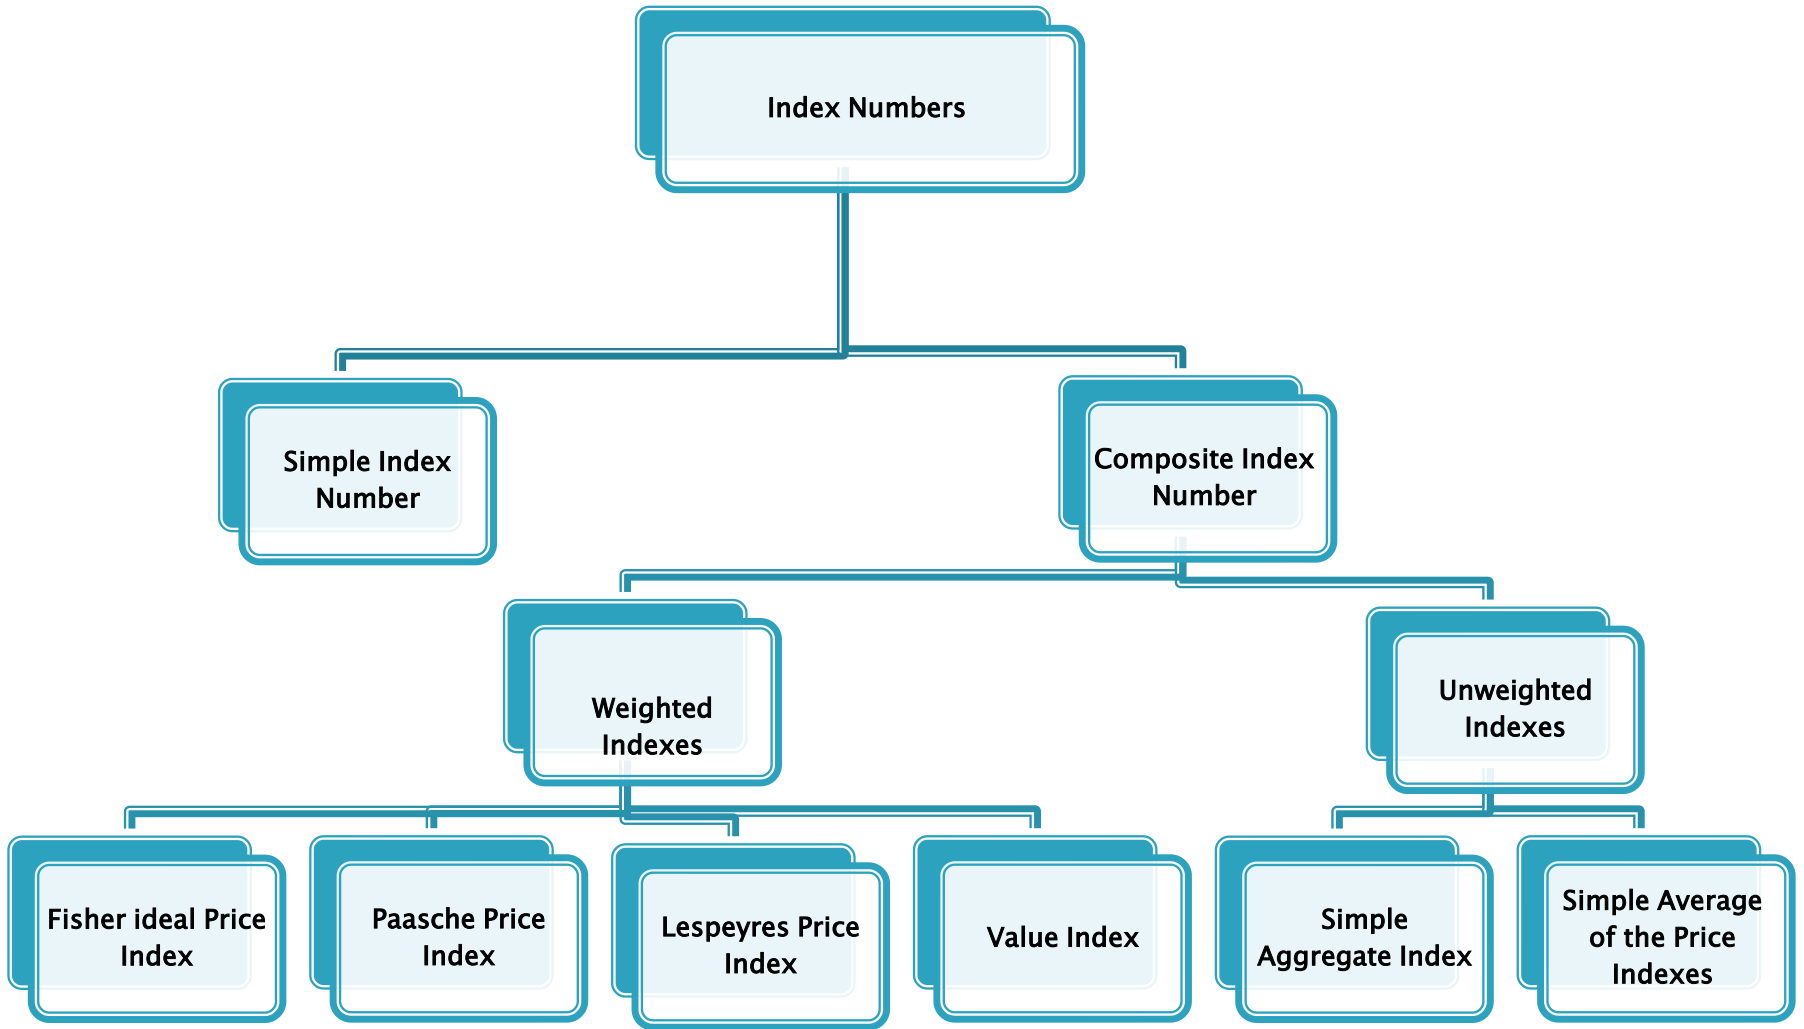 Index Numbers
Simple Index
Number
Composite Index
Number
Weighted
Indexes
Unweighted
Indexes
Fisher ideal Price
Index
Paasche Price
Index
Lespeyres Price
Index
Value Index
Simple
Aggregate Index
Simple Average
of the Price
Indexes